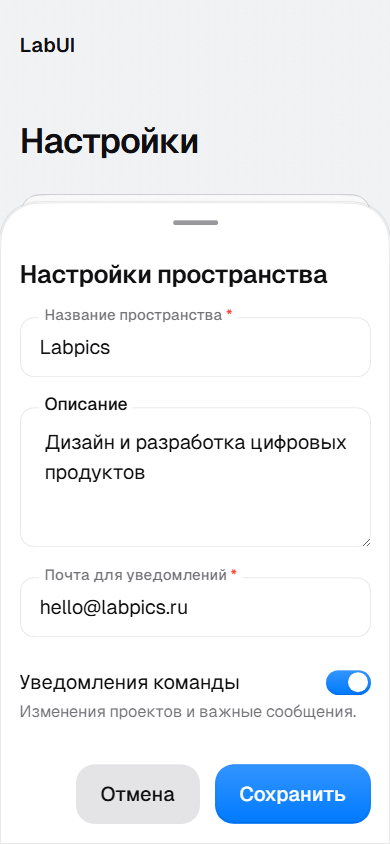 LabUI
Настройки
Настройки пространства
Название пространства *
Labpics
Описание
Дизайн и разработка цифровых
продуктов
Почта для уведомлений *
hello@labpics.ru
Уведомления команды
Изменения проектов и важные сообщения.
Отмена
Сохранить